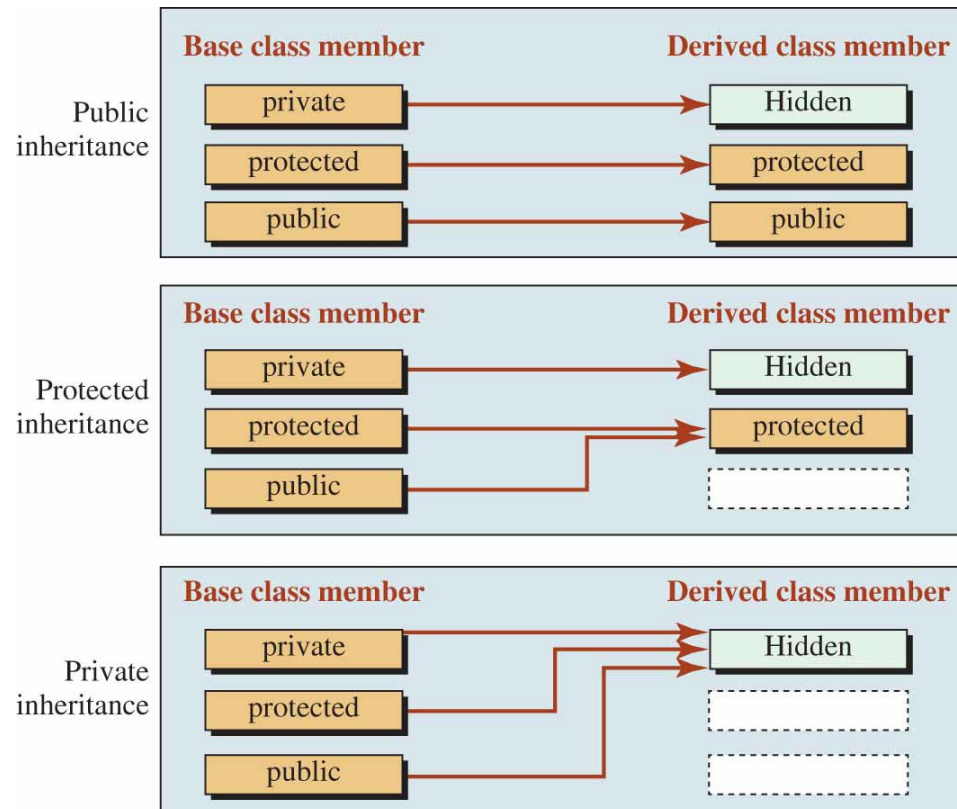 Public
inheritance
Base class member
Derived class member
private
Hidden
protected
protected
public
public
Protected
inheritance
Base class member
Derived class member
private
Hidden
protected
protected
public
Private
inheritance
Base class member
Derived class member
private
Hidden
protected
public